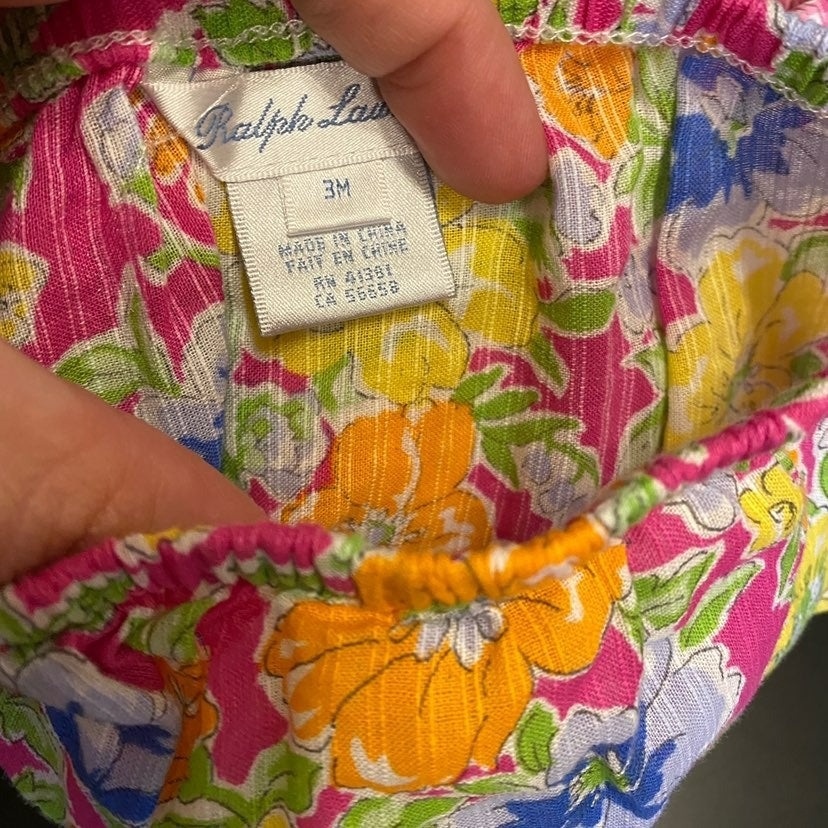 Ralph Lau
3M
MADE IN CHINA
FAIT EN CHINE
RN 41381
CA 56658